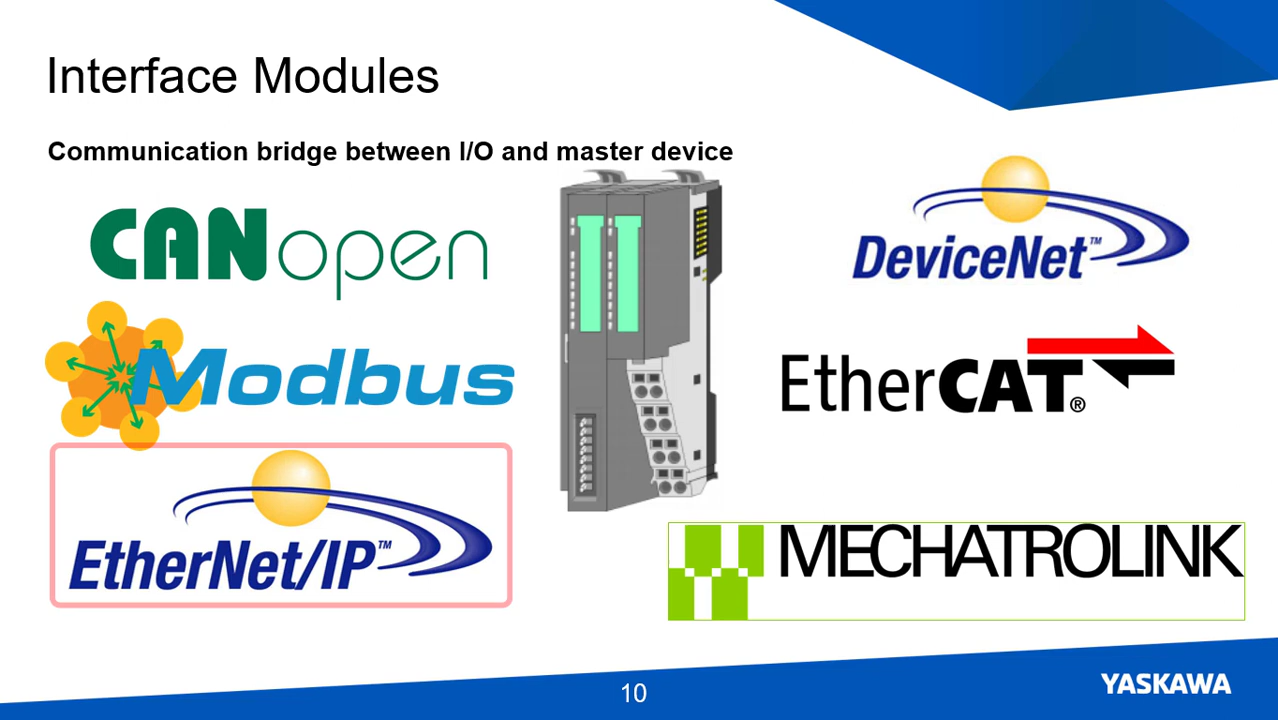 Interface Modules
Communication bridge between I/O and master device
CANopen
DeviceNet™
Modbus
EtherCAT®
EtherNet/IP™
MECHATROLINK
10
YASKAWA